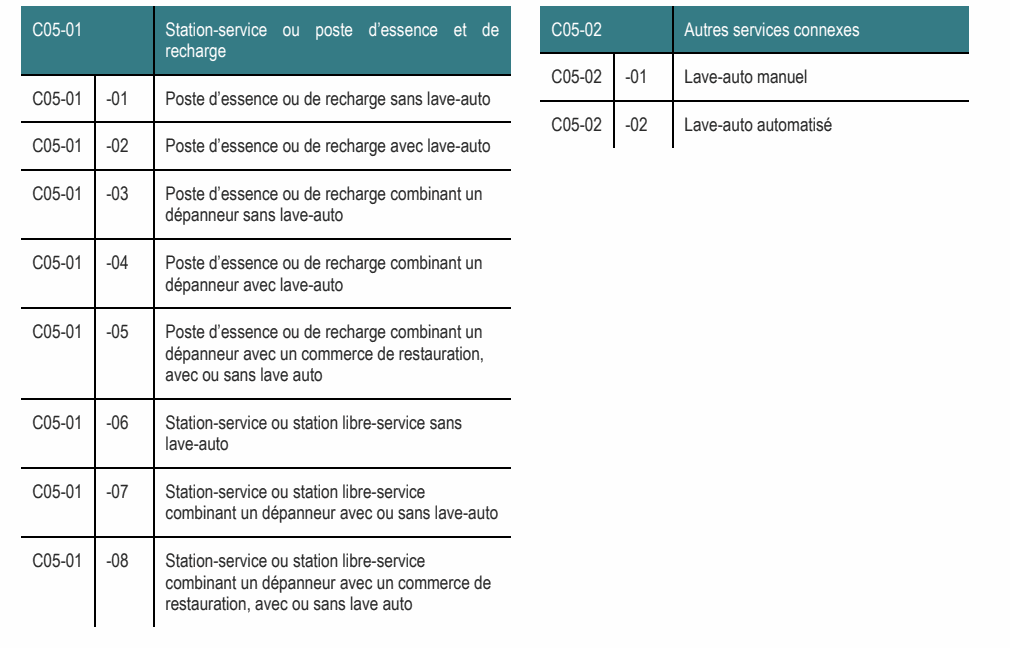 C05-01 Station-service ou poste d'essence et de
recharge
C05-01 -01 Poste d'essence ou de recharge sans lave-auto
C05-01 -02 Poste d'essence ou de recharge avec lave-auto
C05-01 -03 Poste d'essence ou de recharge combinant un
dépanneur sans lave-auto
C05-01 -04 Poste d'essence ou de recharge combinant un
dépanneur avec lave-auto
C05-01 -05 Poste d'essence ou de recharge combinant un
dépanneur avec un commerce de restauration,
avec ou sans lave auto
C05-01 -06 Station-service ou station libre-service sans
lave-auto
C05-01 -07 Station-service ou station libre-service
combinant un dépanneur avec ou sans lave-auto
C05-01 -08 Station-service ou station libre-service
combinant un dépanneur avec un commerce de
restauration, avec ou sans lave auto
C05-02 Autres services connexes
C05-02 -01 Lave-auto manuel
C05-02 -02 Lave-auto automatisé